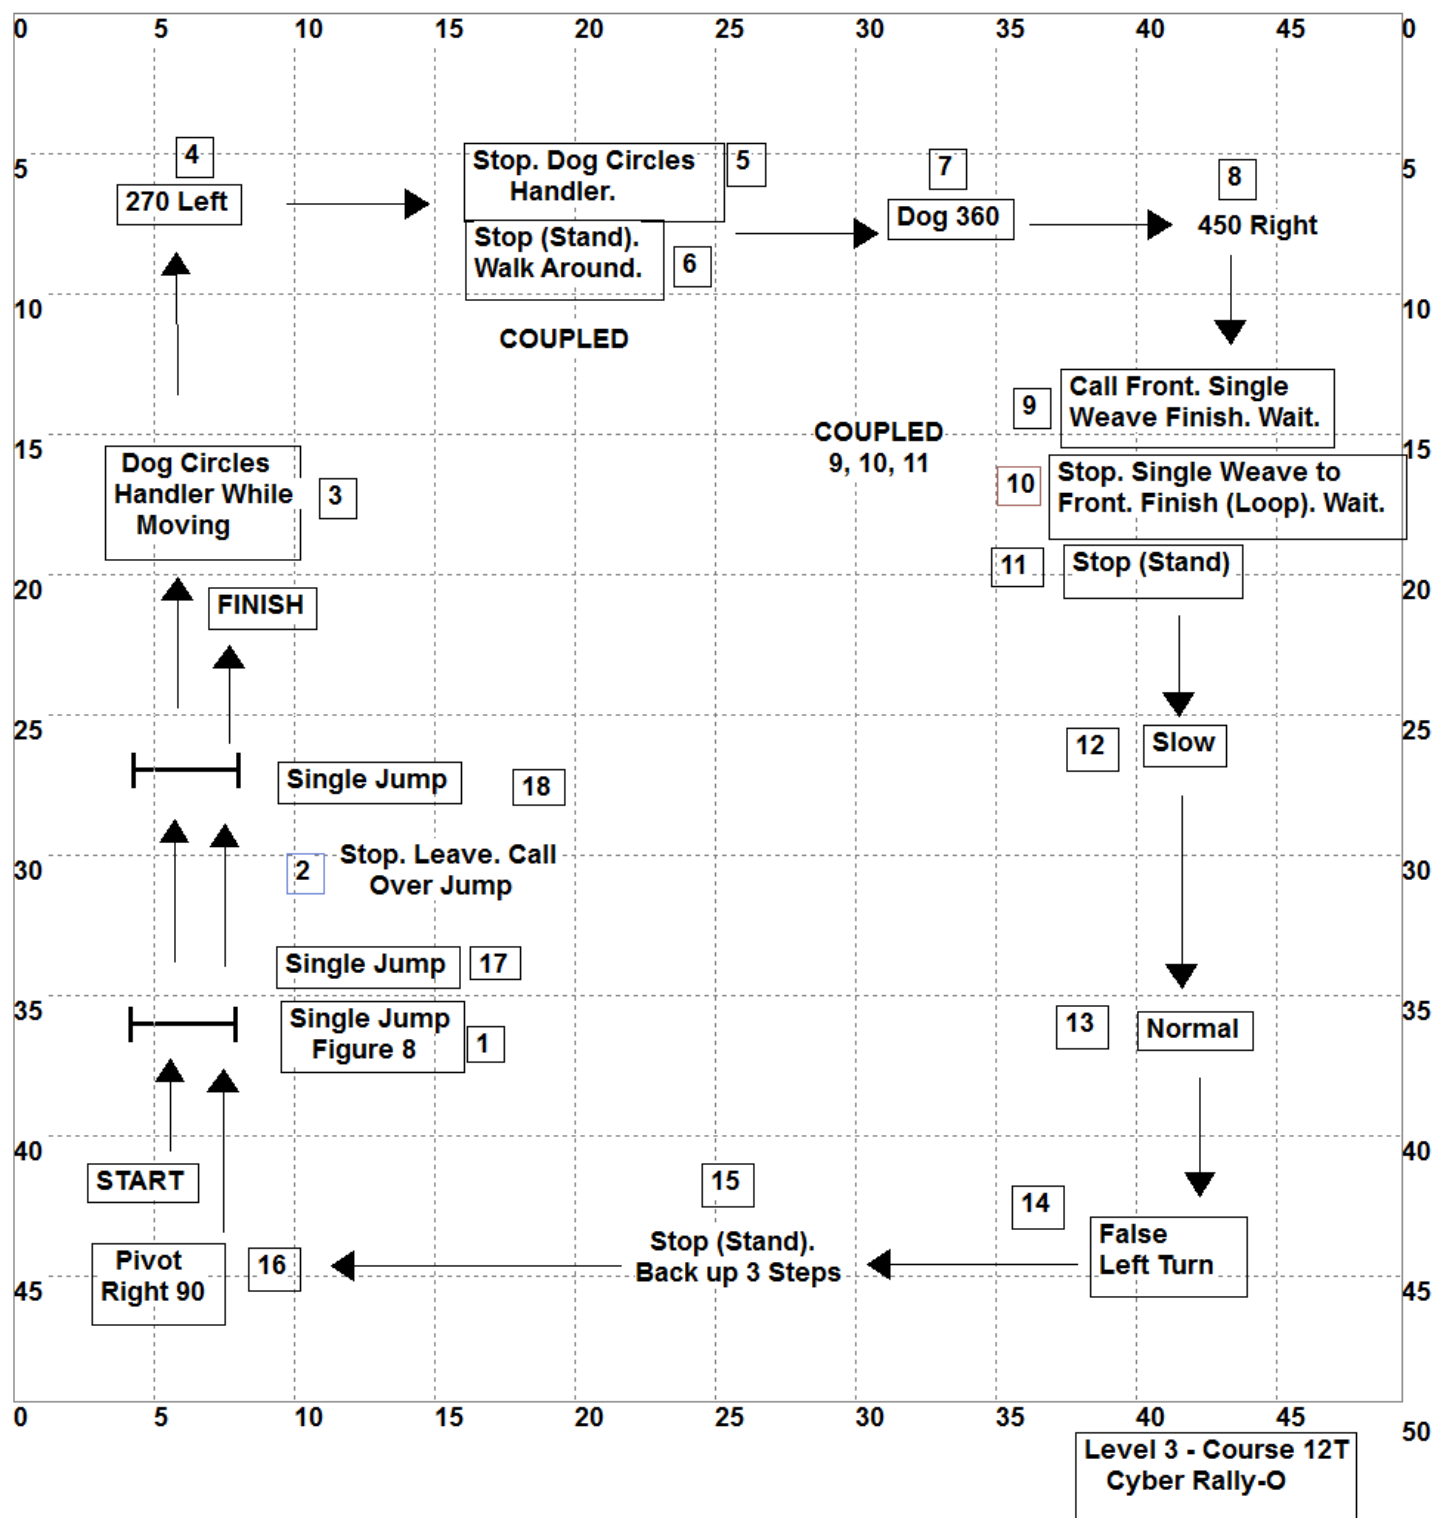 0 5 10 15 20 25 30 35 40 45 0
4
5
7
8
5
5
270 Left
Stop. Dog Circles
Handler.
Dog 360
450 Right
Stop (Stand).
Walk Around.
6
10
10
COUPLED
9
Call Front. Single
Weave Finish. Wait.
COUPLED
9, 10, 11
15
15
Dog Circles
Handler While
Moving
3
10
Stop. Single Weave to
Front. Finish (Loop). Wait.
11
Stop (Stand)
20
20
FINISH
25
25
12
Slow
Single Jump
18
2
Stop. Leave. Call
Over Jump
30
30
Single Jump
17
35
35
Single Jump
Figure 8
1
13
Normal
40
40
START
15
14
Pivot
Right 90
16
Stop (Stand).
Back up 3 Steps
False
Left Turn
45
45
0 5 10 15 20 25 30 35 40 45 50
Level 3 - Course 12T
Cyber Rally-O